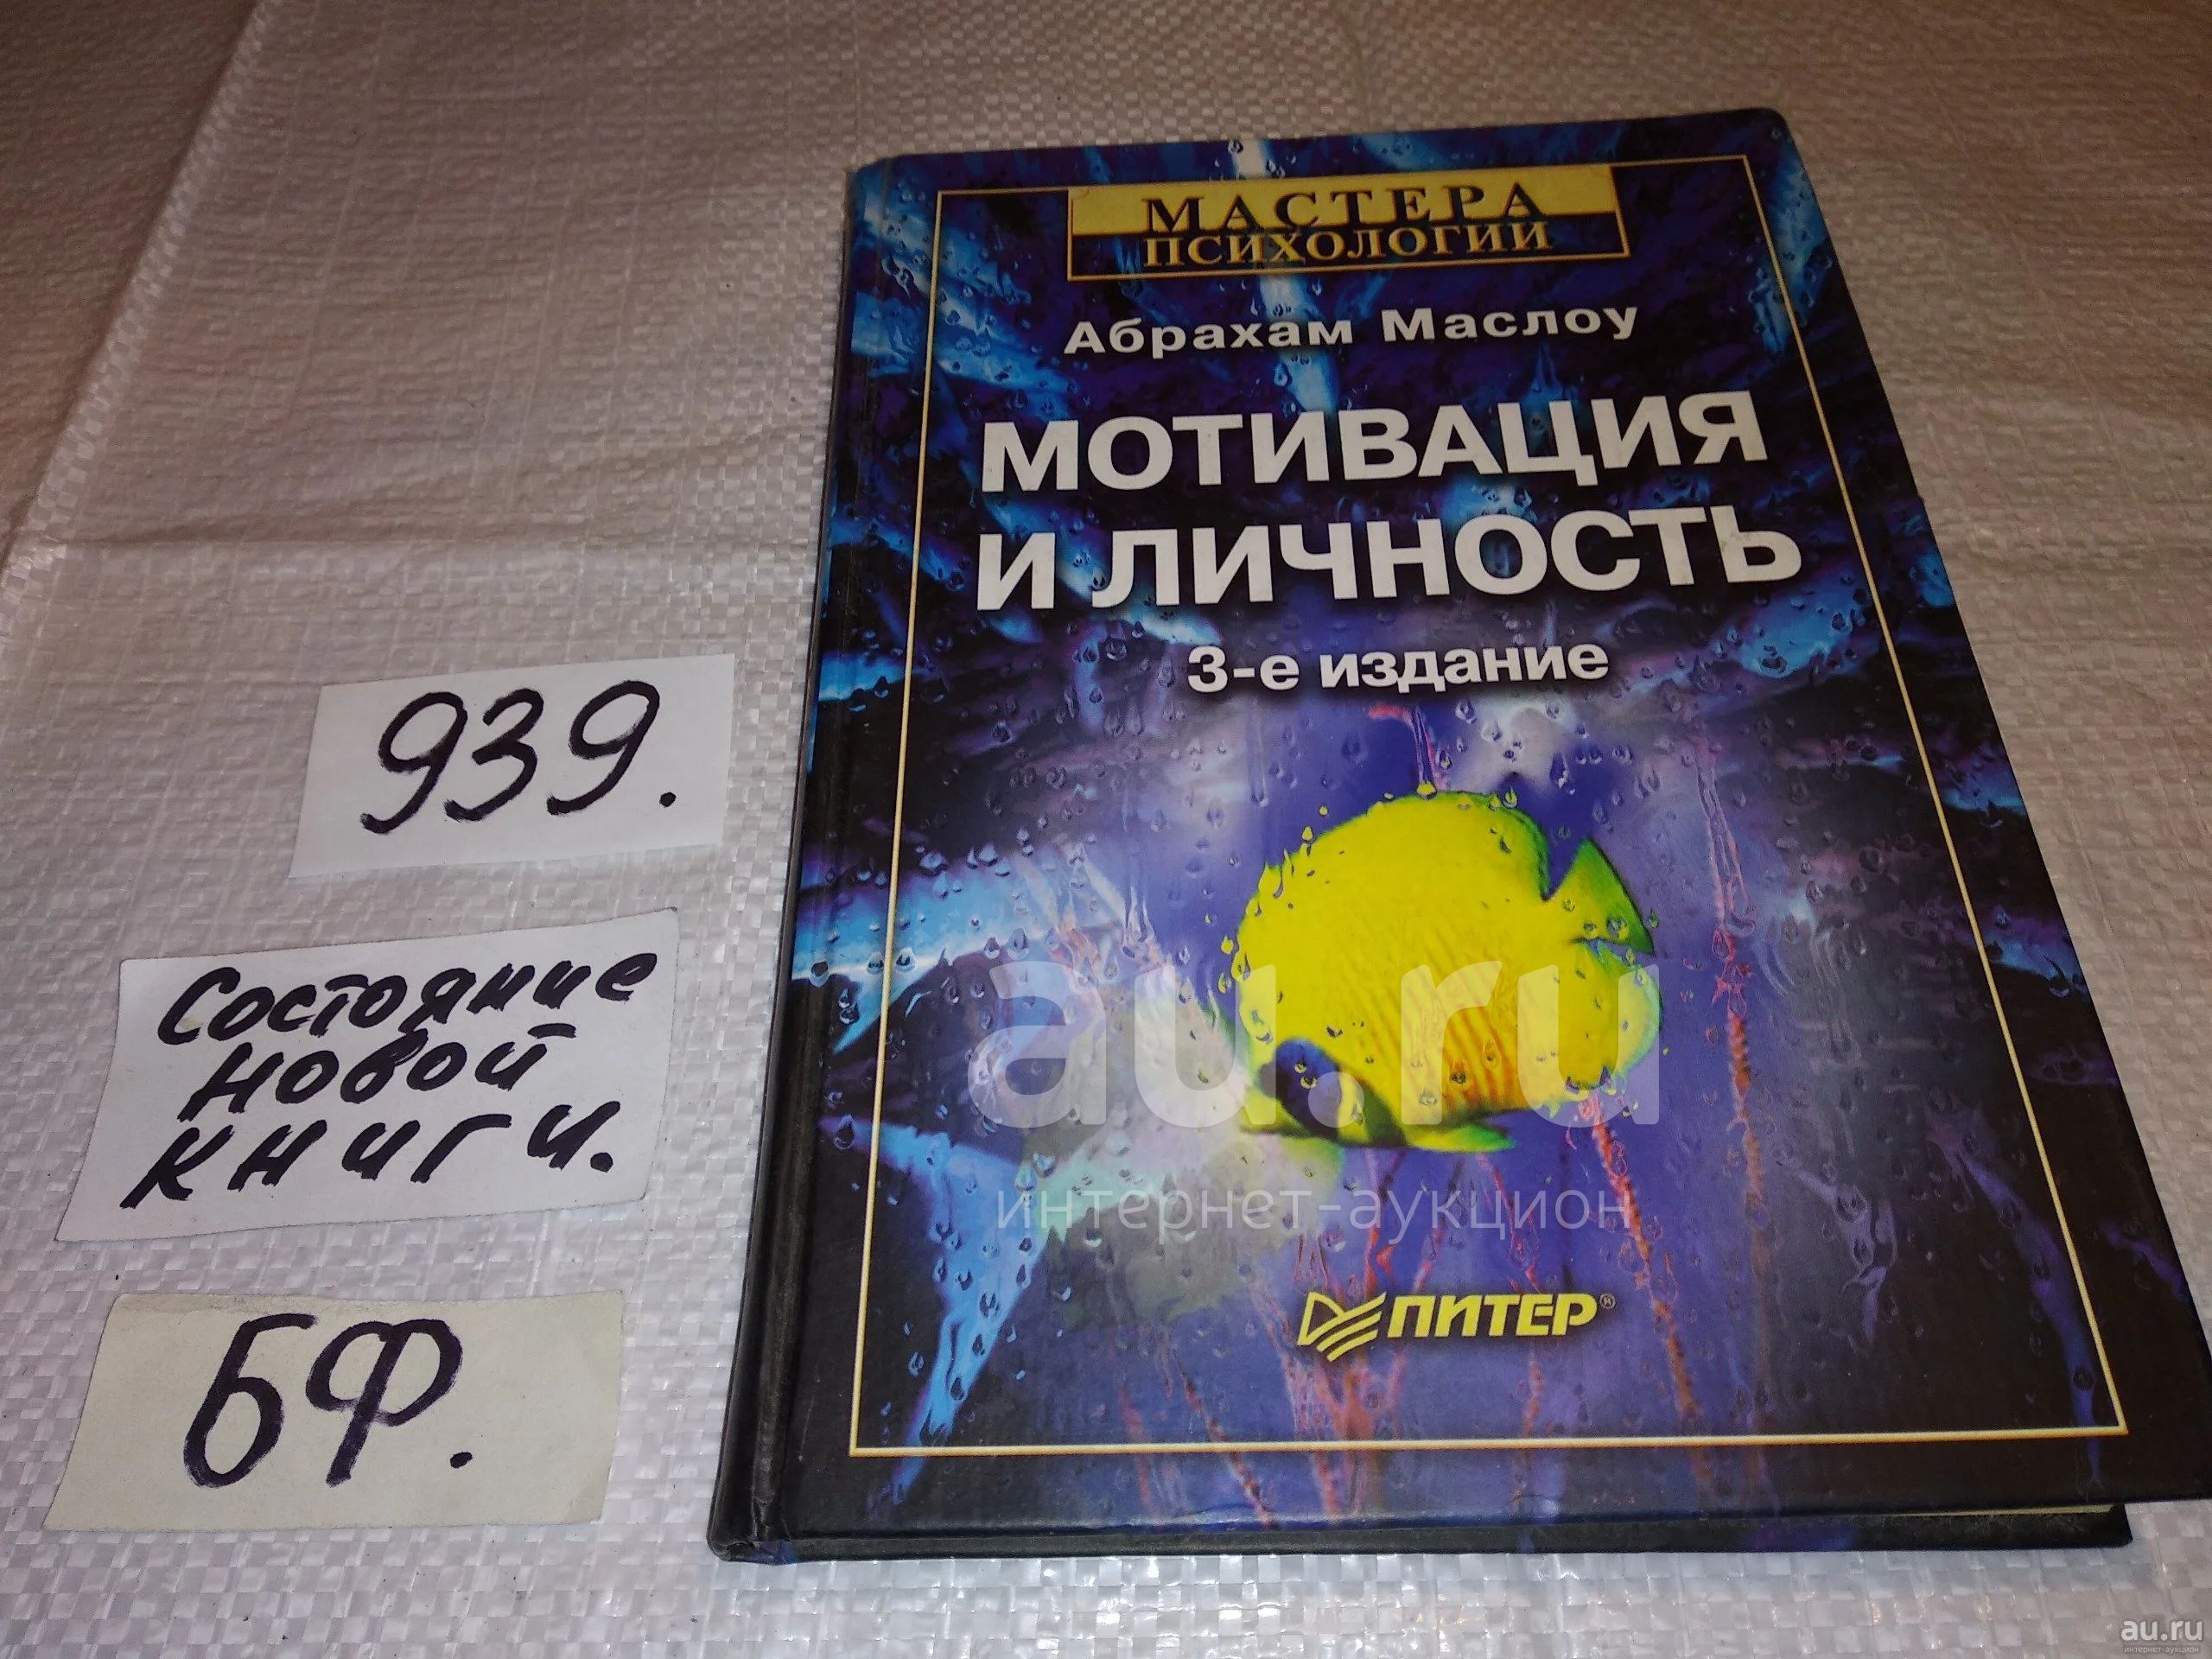 МАСТЕРА
ПСИХОЛОГИИ
Абрахам Маслоу
МОТИВАЦИЯ
И ЛИЧНОСТЬ
3-е издание
939.
Состояние
новой
книги.
БФ.
au.ru
интернет-аукцион
ПИТЕР®
au.ru
интернет-аукцион